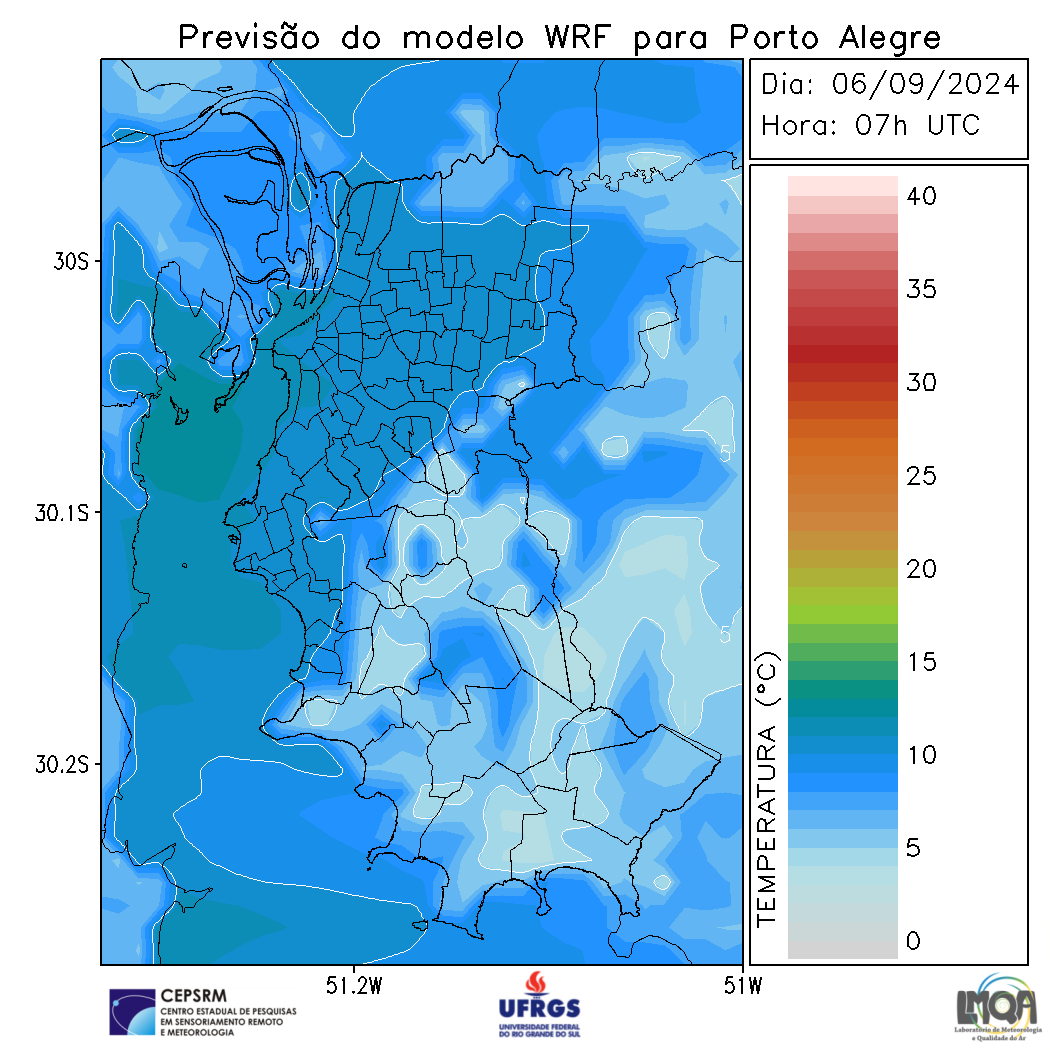 Previsão do modelo WRF para Porto Alegre
Dia: 06/09/2024
Hora: 07h UTC
30S
30.1S
30.2S
51.2W
51W
5
5
TEMPERATURA (°C)
40
35
30
25
20
15
10
5
0
CEPSRM
CENTRO ESTADUAL DE PESQUISAS
EM SENSORIAMENTO REMOTO
E METEOROLOGIA
UFRGS
UNIVERSIDADE FEDERAL
DO RIO GRANDE DO SUL
LMQA
Laboratório de Meteorologia
e Qualidade do Ar